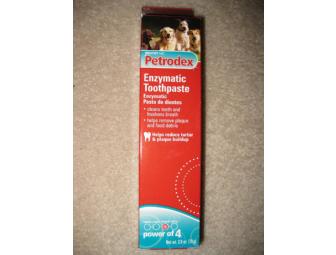 Petrodex
Enzymatic
Toothpaste
Enzymatic
Pasta de dientes
• cleans teeth and
freshens breath
• helps remove plaque
and food debris
Helps reduce tartar
& plaque buildup
power of 4